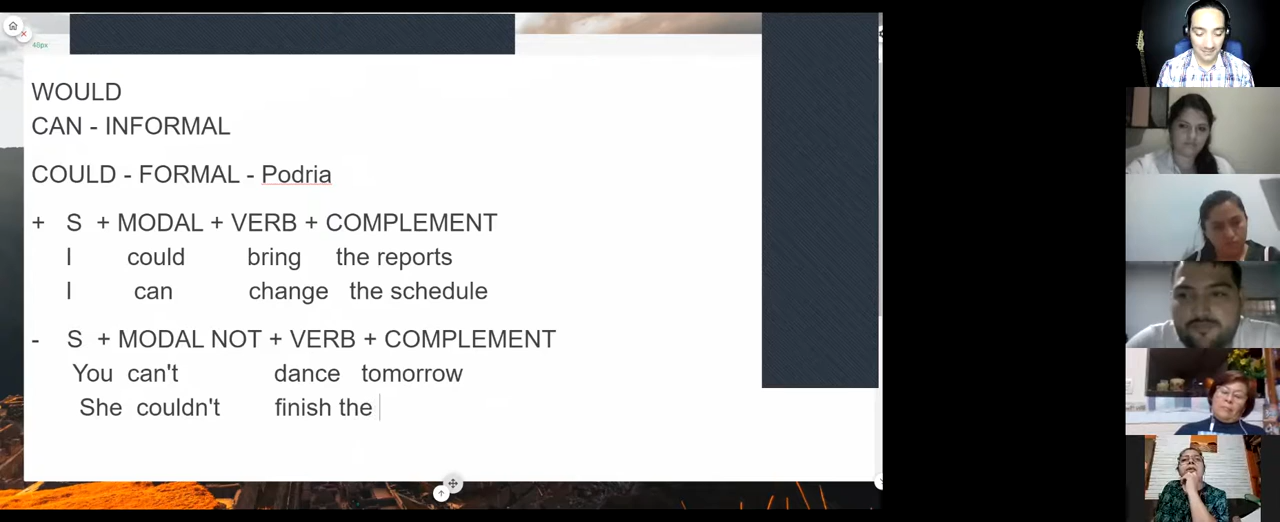 46px
WOULD
CAN - INFORMAL
COULD - FORMAL - Podria
+ S + MODAL + VERB + COMPLEMENT
I could bring the reports
I can change the schedule
- S + MODAL NOT + VERB + COMPLEMENT
You can't dance tomorrow
She couldn't finish the